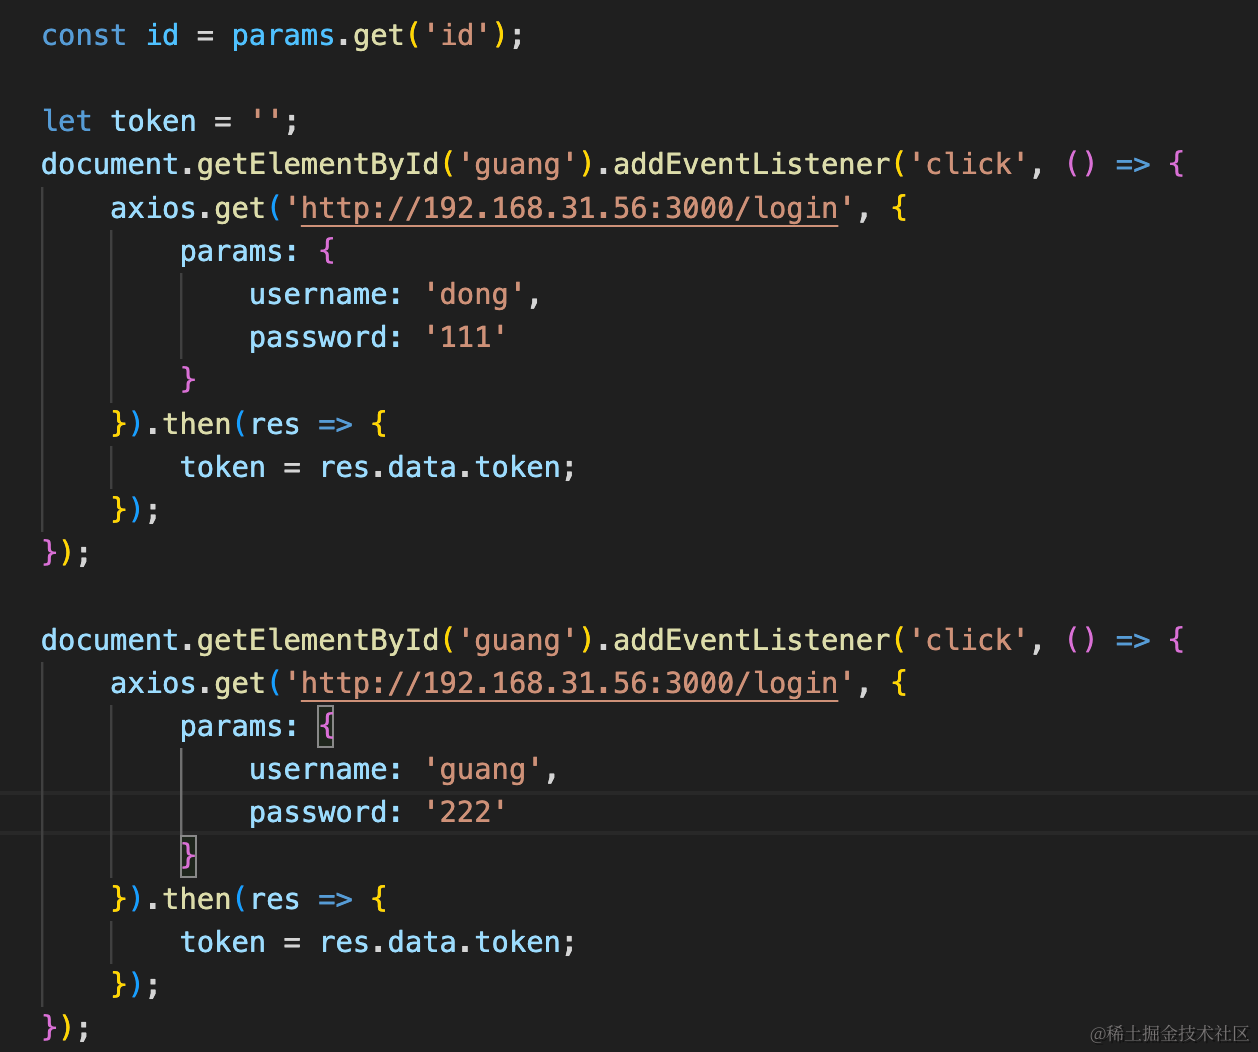 const id = params.get('id');

let token = '';
document.getElementById('guang').addEventListener('click', () => {
    axios.get('http://192.168.31.56:3000/login', {
        params: {
            username: 'dong',
            password: '111'
        }
    }).then(res => {
        token = res.data.token;
    });
});

document.getElementById('guang').addEventListener('click', () => {
    axios.get('http://192.168.31.56:3000/login', {
        params: {
            username: 'guang',
            password: '222'
        }
    }).then(res => {
        token = res.data.token;
    });
});
@稀土掘金技术社区